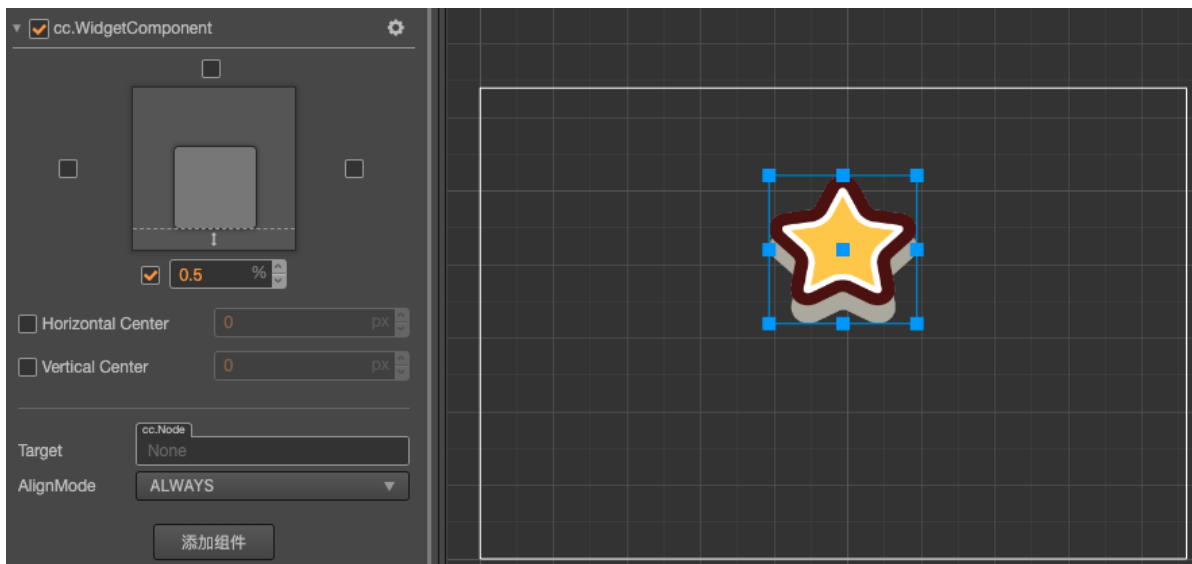 cc.WidgetComponent
0.5 %
Horizontal Center 0 px
Vertical Center 0 px
cc.Node
Target None
AlignMode ALWAYS
添加组件